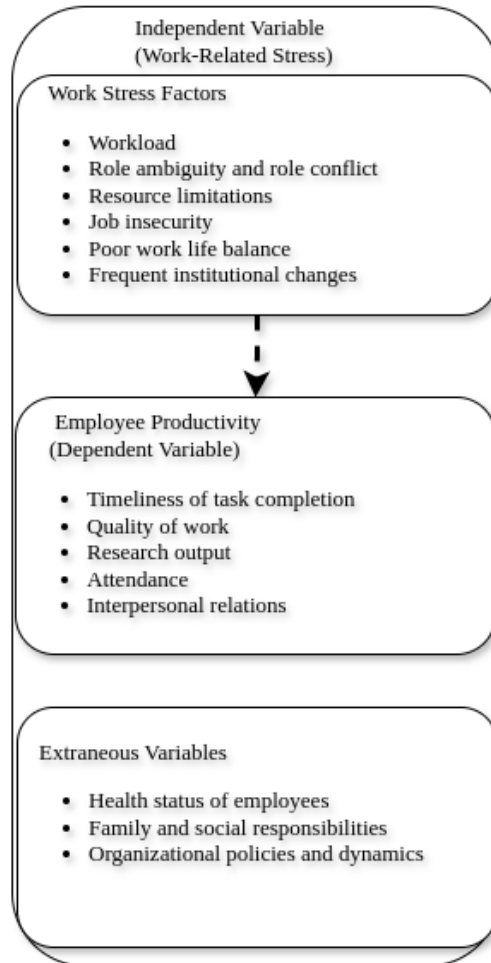 Independent Variable
(Work-Related Stress)
Work Stress Factors
• Workload
• Role ambiguity and role conflict
• Resource limitations
• Job insecurity
• Poor work life balance
• Frequent institutional changes
Employee Productivity
(Dependent Variable)
• Timeliness of task completion
• Quality of work
• Research output
• Attendance
• Interpersonal relations
Extraneous Variables
• Health status of employees
• Family and social responsibilities
• Organizational policies and dynamics